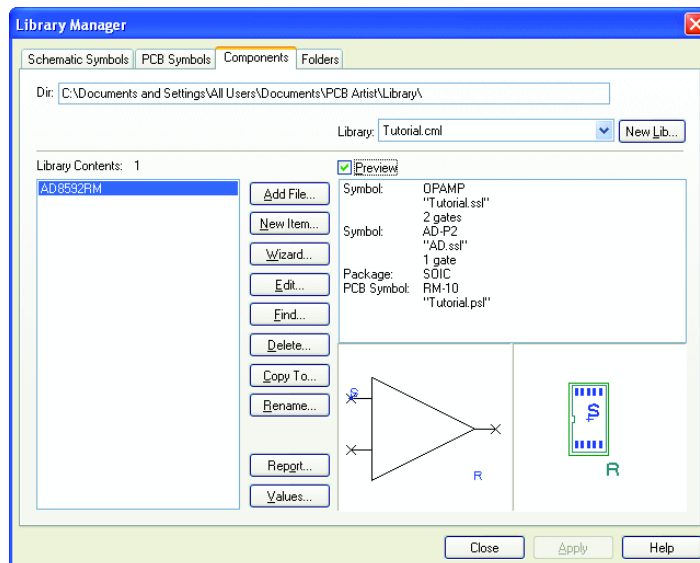 Library Manager
Schematic Symbols PCB Symbols Components Folders
Dir: C:\Documents and Settings\All Users\Documents\PCB Artist\Library\
Library: Tutorial.cml New Lib...
Library Contents: 1 Preview
AD8592RM
Add File...
New Item...
Wizard...
Edit...
Find...
Delete...
Copy To...
Rename...
Report...
Values...
Symbol: OPAMP
"Tutorial.ssl"
2 gates
Symbol: AD-P2
"AD.ssl"
1 gate
Package: SOIC
PCB Symbol: RM-10
"Tutorial.psl"
S
R
S
R
Close Apply Help